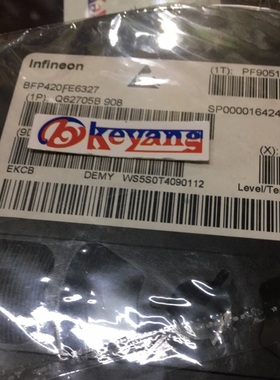 Infineon
(1T): PF9051
BFP420FE6327
(1P): Q62705B 908
SP000016424
keyang
(X)
EKCB
DEMY WS5S0T4090112
Level/Te